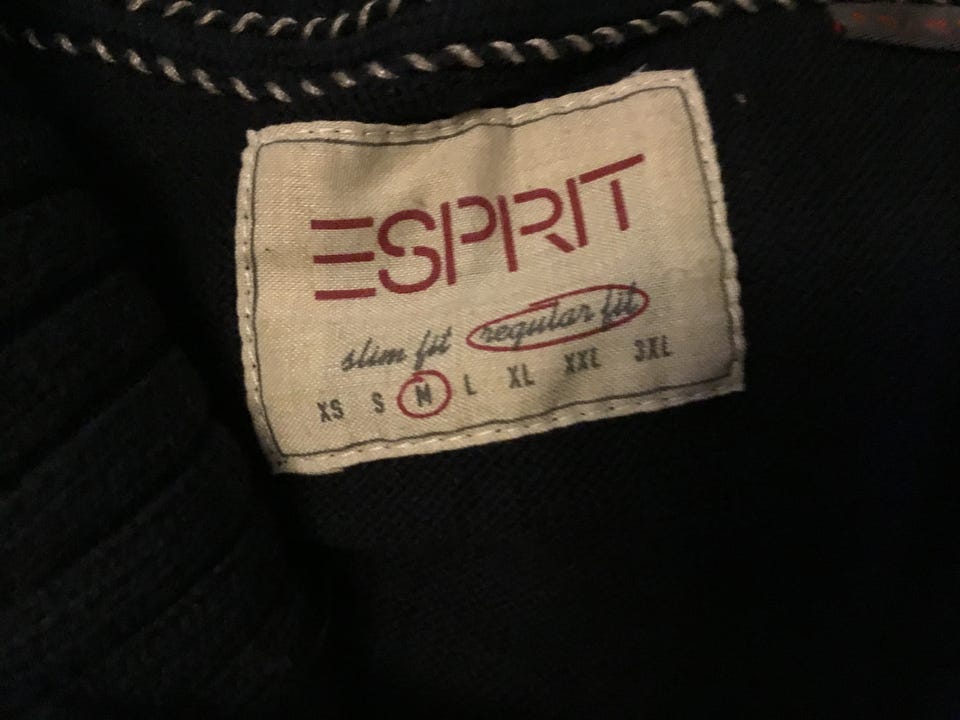 ESPRIT
slim fit regular fit
XS S M L XL XXL 3XL